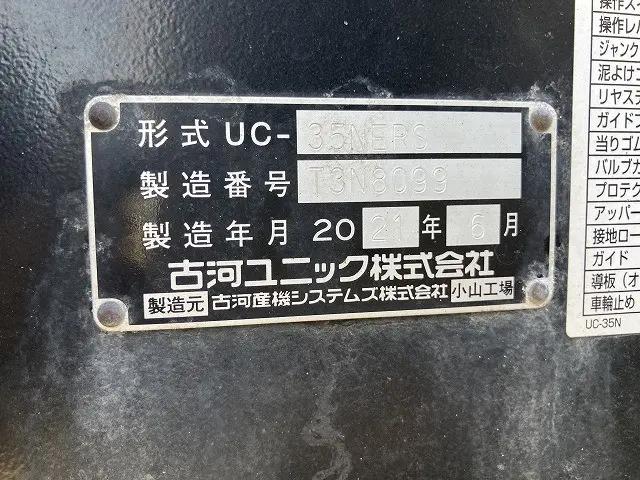 形式 UC-35NERS
製造番号 T3N8099
製造年月 2021年6月
古河ユニック株式会社
製造元 古河産機システムズ株式会社 小山工場
操作ス
操作レバ
ジャンク
泥よけ
リヤステ
ガイドプ
当りゴム
バルブカ
プロテク
アッパー
接地ロー
ガイド
導板（オ
車輪止め
UC-35N